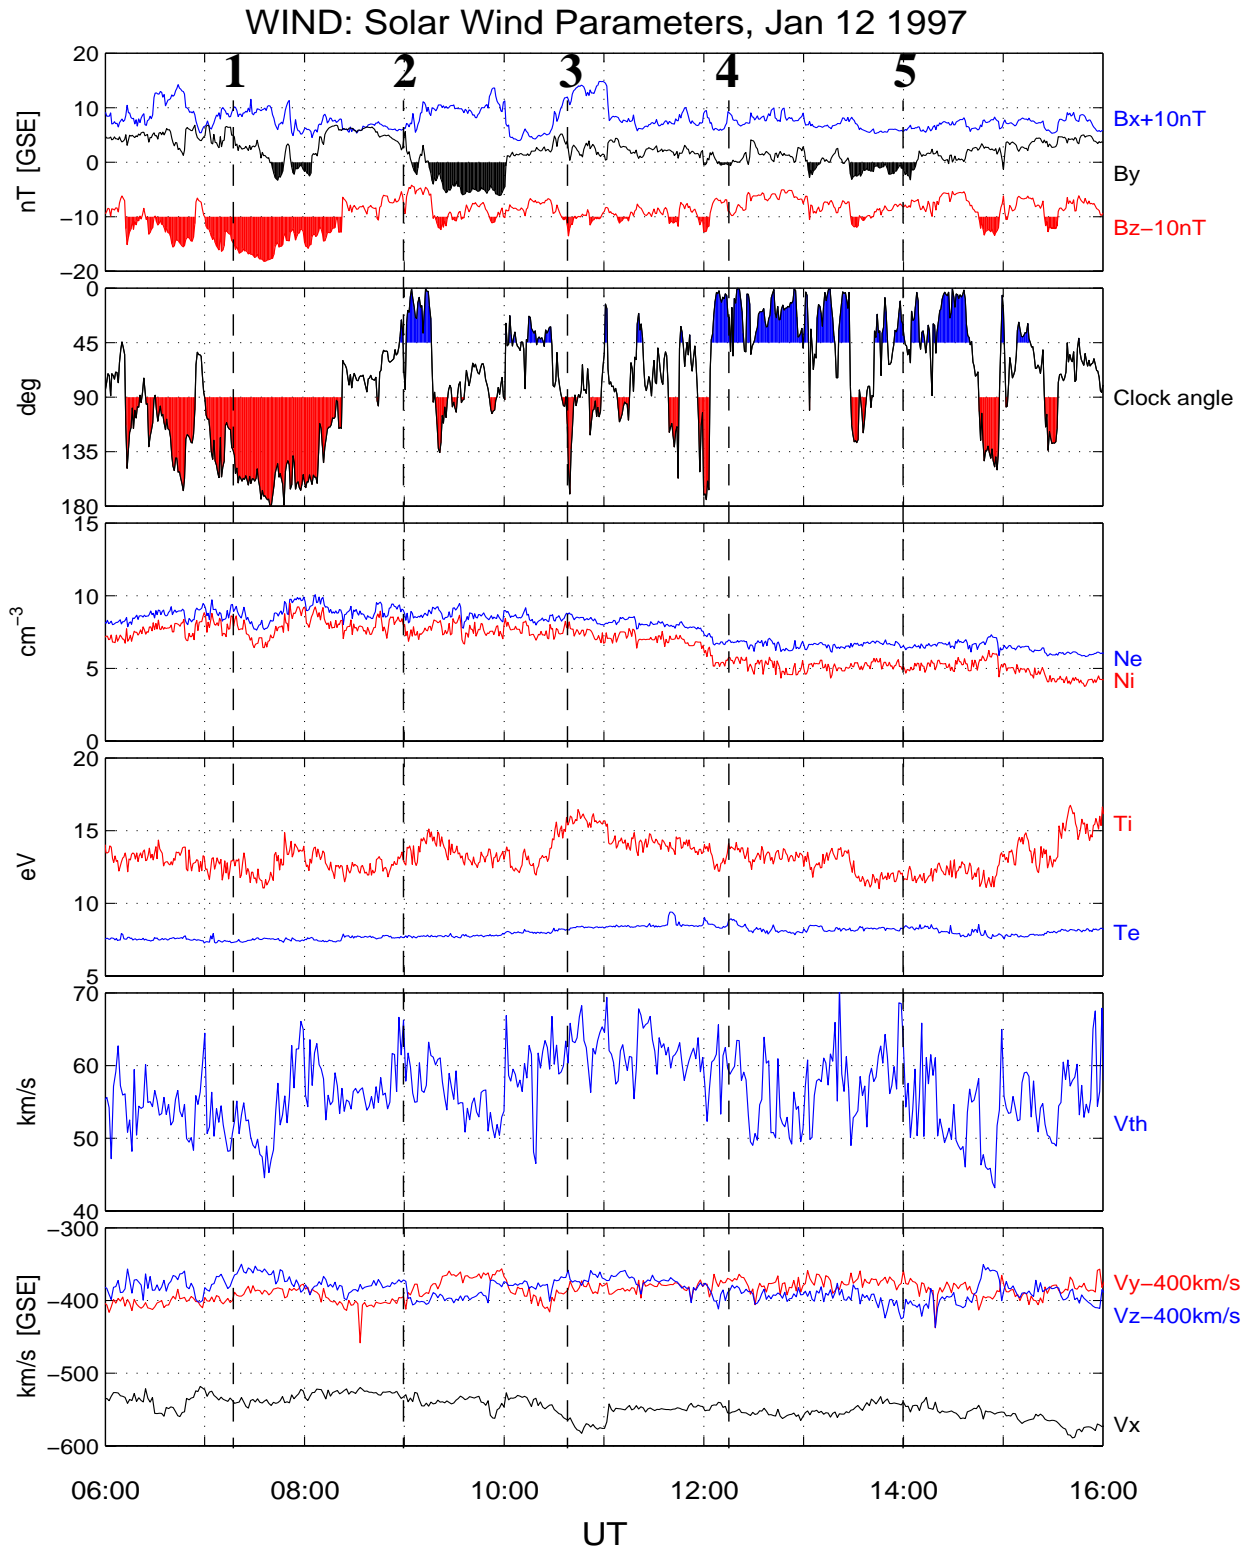 WIND: Solar Wind Parameters, Jan 12 1997
20
10
0
−10
−20
nT [GSE]
1 2 3 4 5
Bx+10nT
By
Bz−10nT
0
45
90
135
180
deg
Clock angle
15
10
5
0
cm−3
Ne
Ni
20
15
10
5
eV
Ti
Te
70
60
50
40
km/s
Vth
−300
−400
−500
−600
km/s [GSE]
Vy−400km/s
Vz−400km/s
Vx
06:00 08:00 10:00 12:00 14:00 16:00
UT